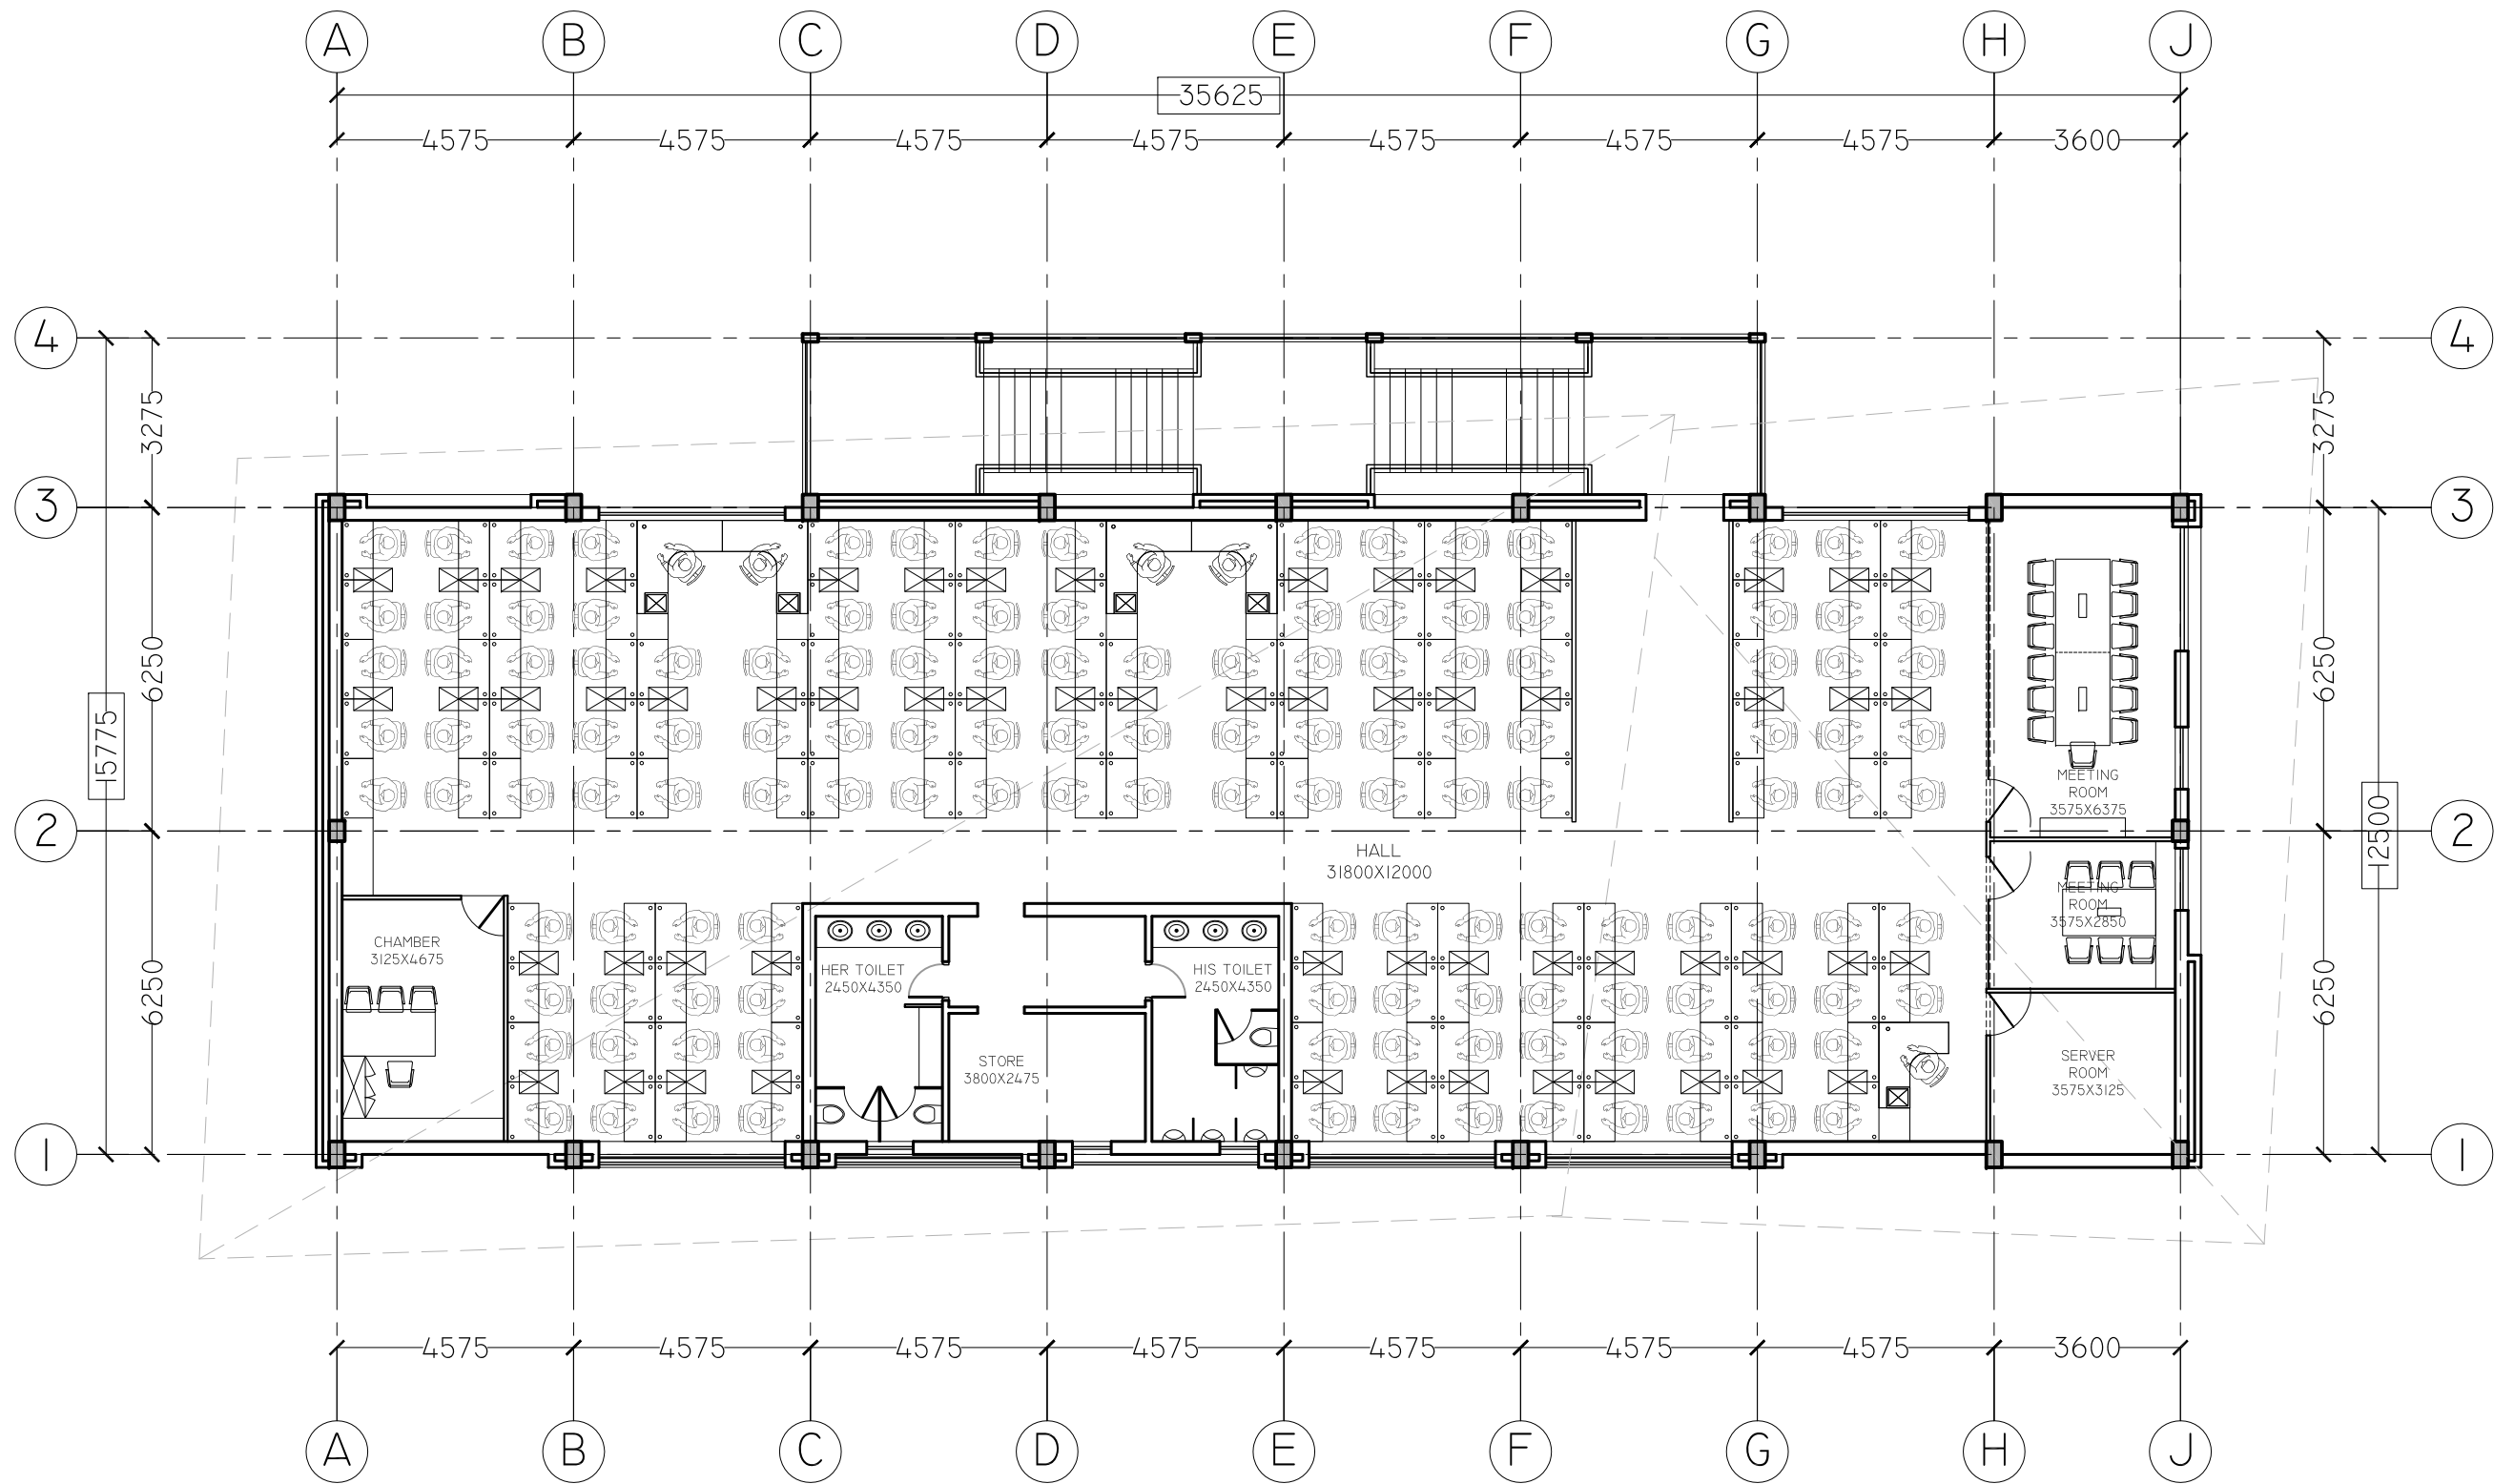 A B C D E F G H J
35625
4575 4575 4575 4575 4575 4575 4575 3600
4 4
3275 3275
3 3
6250 6250
15775
MEETING
ROOM
3575X6375
2 2
12500
HALL
31800X12000
MEETING
ROOM
3575X2850
CHAMBER
3125X4675
HER TOILET
2450X4350
HIS TOILET
2450X4350
6250 6250
STORE
3800X2475
SERVER
ROOM
3575X3125
1 1
4575 4575 4575 4575 4575 4575 4575 3600
A B C D E F G H J